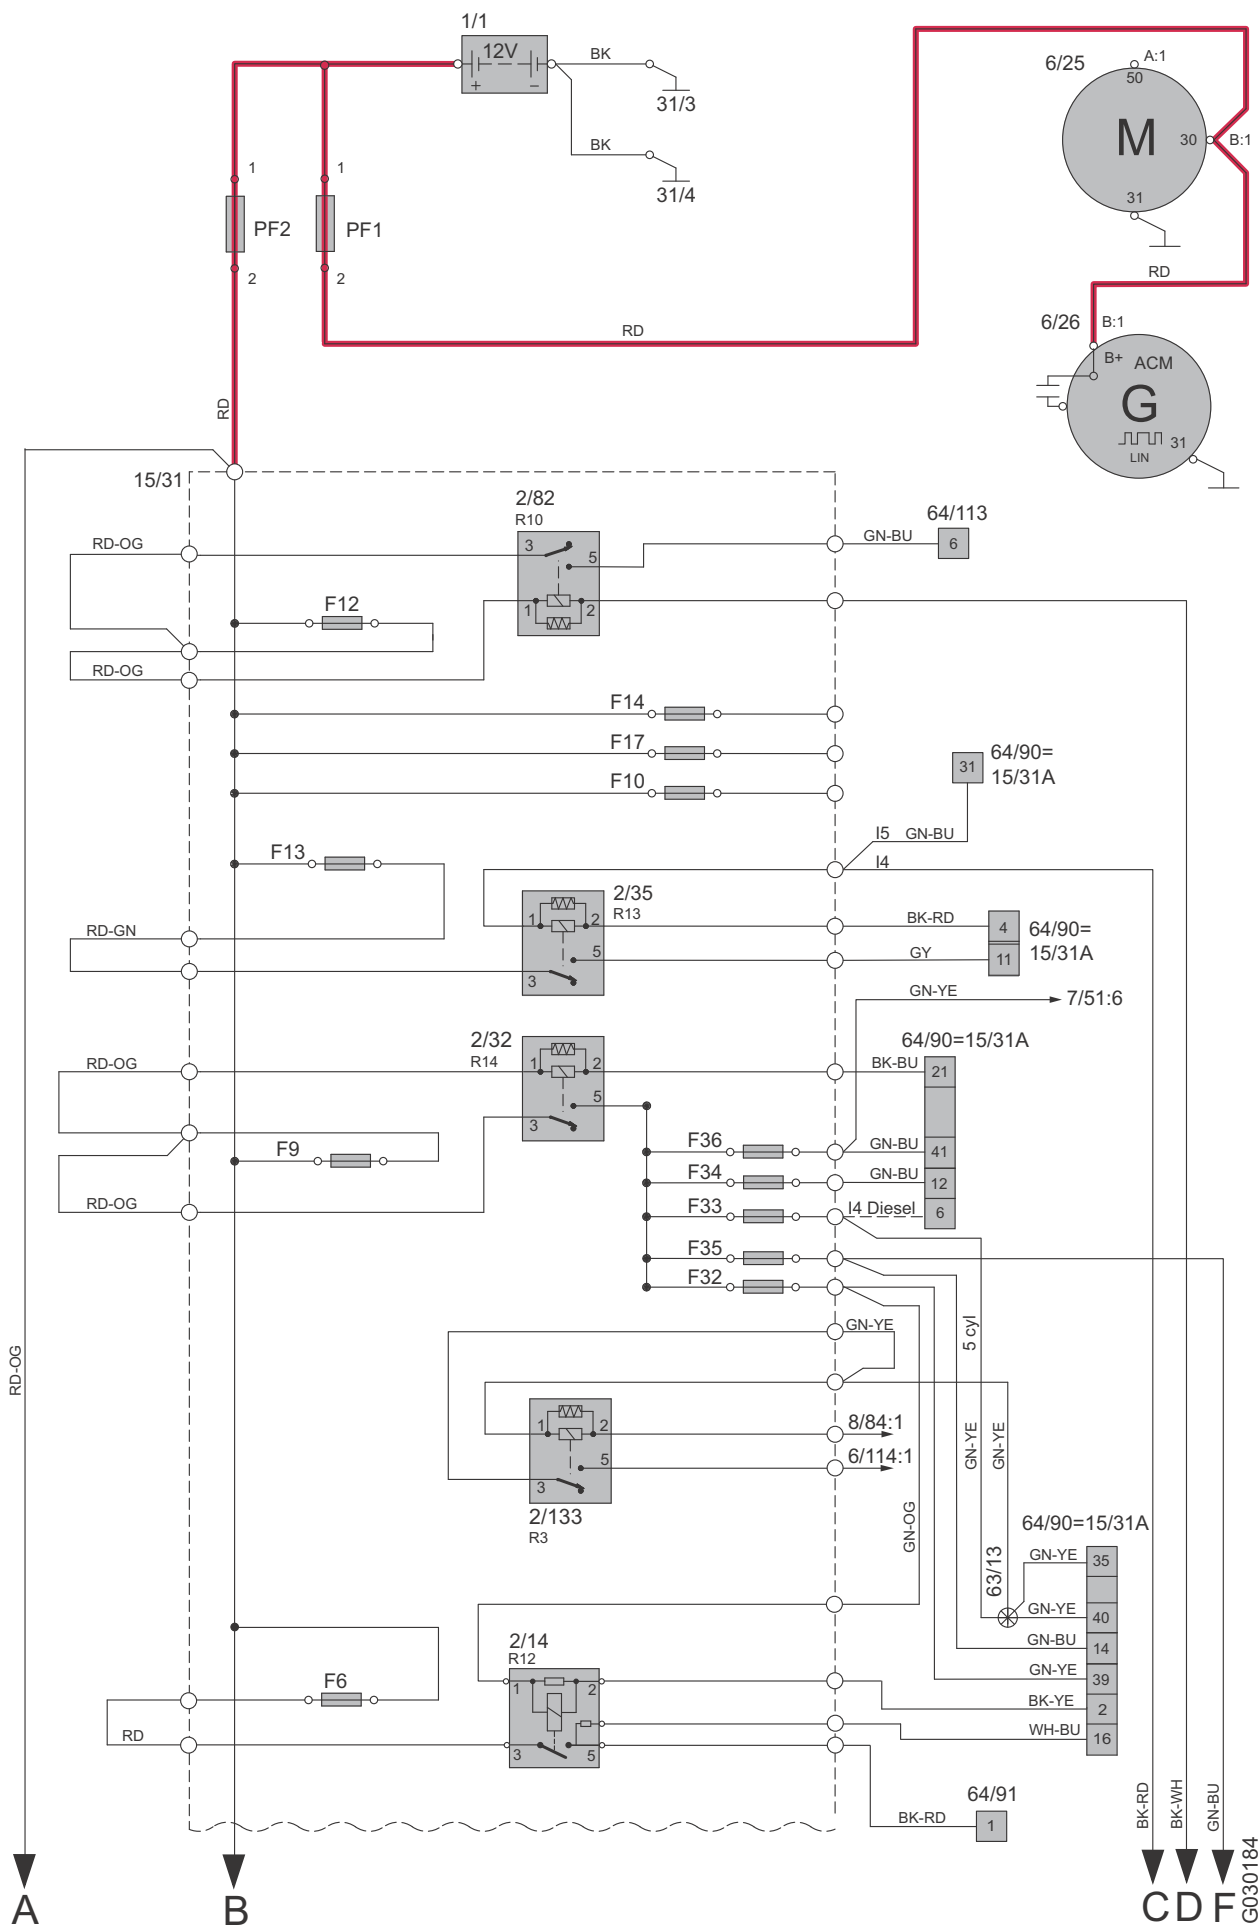 1/1
12V
+ −
BK
31/3
BK
31/4
6/25
A:1
50
M
30
B:1
31
RD
1
1
PF2
PF1
2
2
RD
6/26
B:1
B+
ACM
G
31
LIN
RD
15/31
2/82
R10
3
5
1
2
64/113
GN-BU
6
RD-OG
F12
RD-OG
F14
F17
F10
64/90=
15/31A
31
I5 GN-BU
I4
F13
2/35
R13
1
2
5
3
BK-RD
4
GY
11
64/90=
15/31A
RD-GN
GN-YE
7/51:6
2/32
R14
1
2
5
3
64/90=15/31A
BK-BU
21
RD-OG
F9
RD-OG
F36
GN-BU
41
F34
GN-BU
12
F33
I4 Diesel
6
F35
F32
GN-YE
5 cyl
RD-OG
1
2
5
3
2/133
R3
8/84:1
6/114:1
GN-YE
GN-YE
GN-OG
63/13
64/90=15/31A
GN-YE
35
GN-YE
40
GN-BU
14
GN-YE
39
BK-YE
2
WH-BU
16
2/14
R12
1
2
3
5
F6
RD
64/91
BK-RD
1
BK-RD
BK-WH
GN-BU
A
B
C
D
F
G030184